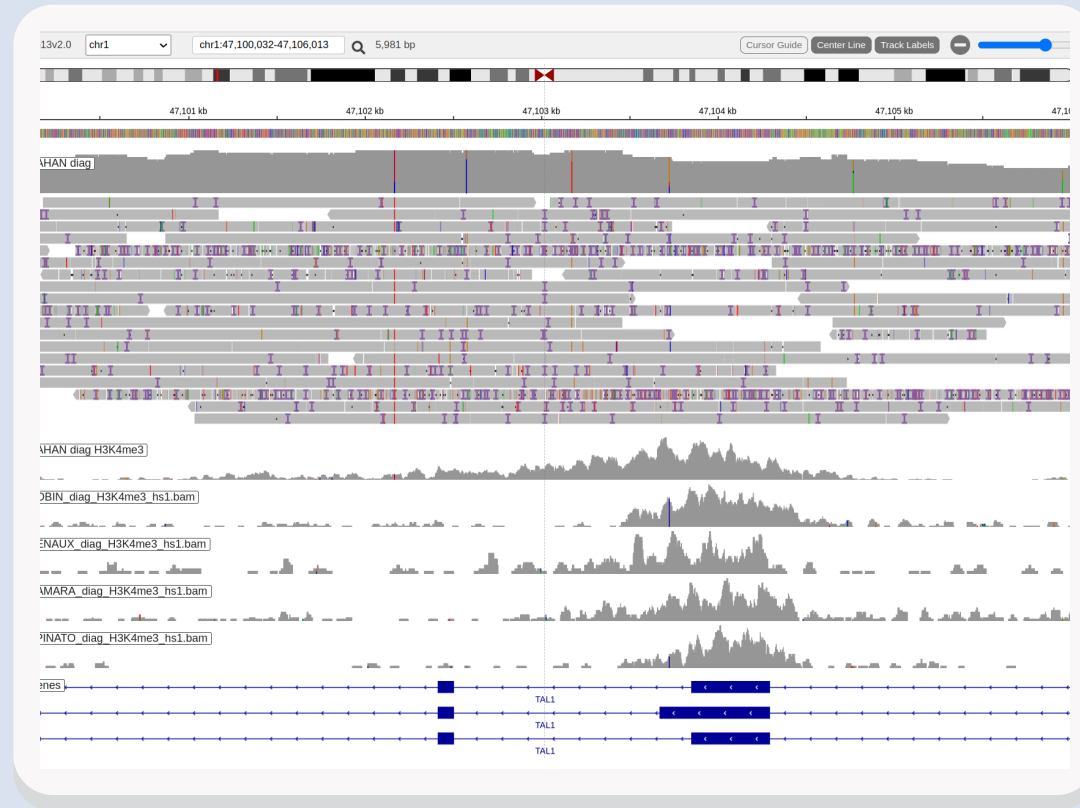 13v2.0 chr1 chr1:47,100,032-47,106,013 5,981 bp Cursor Guide Center Line Track Labels
47,101 kb 47,102 kb 47,103 kb 47,104 kb 47,105 kb 47,10
AHAN diag
AHAN diag H3K4me3
OBIN_diag_H3K4me3_hs1.bam
ENAUX_diag_H3K4me3_hs1.bam
AMARA_diag_H3K4me3_hs1.bam
PINATO_diag_H3K4me3_hs1.bam
enes
TAL1
TAL1
TAL1